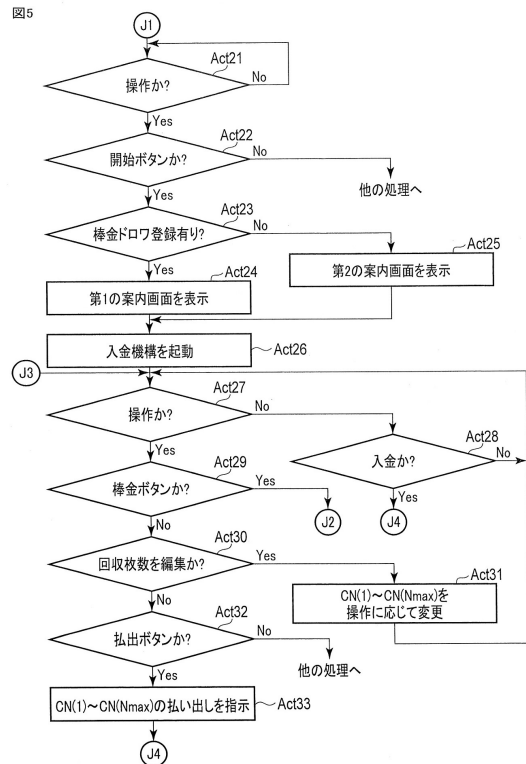 図5
J1
Act21
操作か?
No
Yes
Act22
開始ボタンか?
No
他の処理へ
Yes
Act23
棒金ドロワ登録有り?
No
Act25
第2の案内画面を表示
Yes
Act24
第1の案内画面を表示
入金機構を起動
Act26
J3
Act27
操作か?
No
Act28
入金か?
No
Yes
J4
Yes
Act29
棒金ボタンか?
Yes
J2
No
Act30
回収枚数を編集か?
Yes
Act31
CN(1)～CN(Nmax)を
操作に応じて変更
No
Act32
払出ボタンか?
No
他の処理へ
Yes
CN(1)～CN(Nmax)の払い出しを指示
Act33
J4